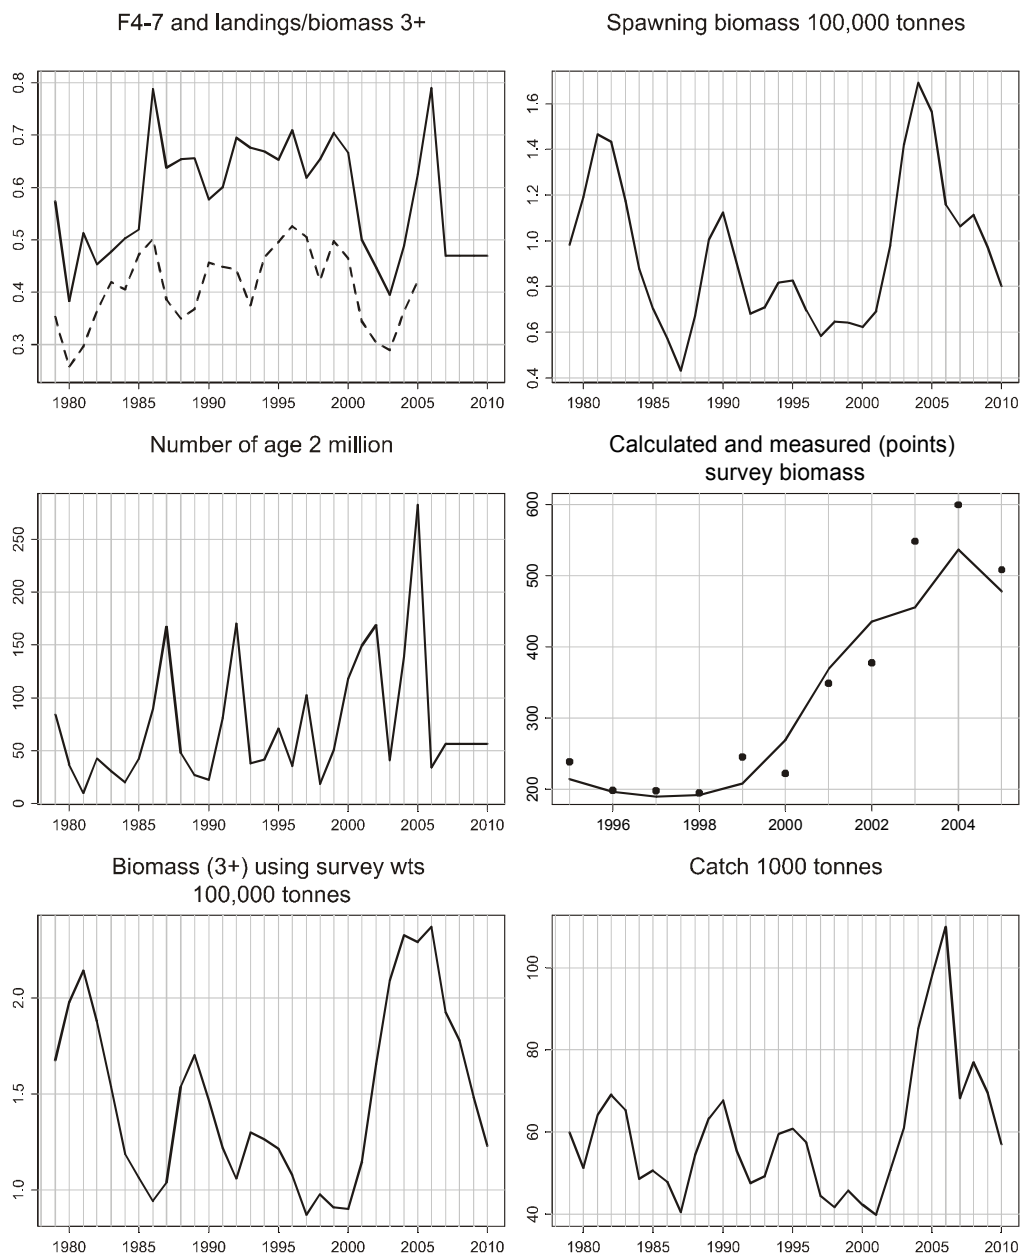 F4-7 and landings/biomass 3+
0.8
0.7
0.6
0.5
0.4
0.3
1980 1985 1990 1995 2000 2005 2010
Spawning biomass 100,000 tonnes
1.6
1.4
1.2
1.0
0.8
0.6
0.4
1980 1985 1990 1995 2000 2005 2010
Number of age 2 million
250
200
150
100
50
0
1980 1985 1990 1995 2000 2005 2010
Calculated and measured (points)
survey biomass
600
500
400
300
200
1996 1998 2000 2002 2004
Biomass (3+) using survey wts
100,000 tonnes
2.0
1.5
1.0
1980 1985 1990 1995 2000 2005 2010
Catch 1000 tonnes
100
80
60
40
1980 1985 1990 1995 2000 2005 2010